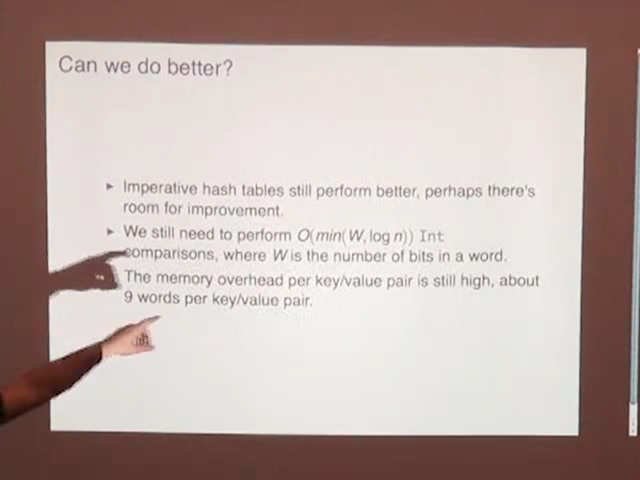 Can we do better?
Imperative hash tables still perform better, perhaps there's
room for improvement.
We still need to perform O(min(W, log n)) Int
comparisons, where W is the number of bits in a word.
The memory overhead per key/value pair is still high, about
9 words per key/value pair.